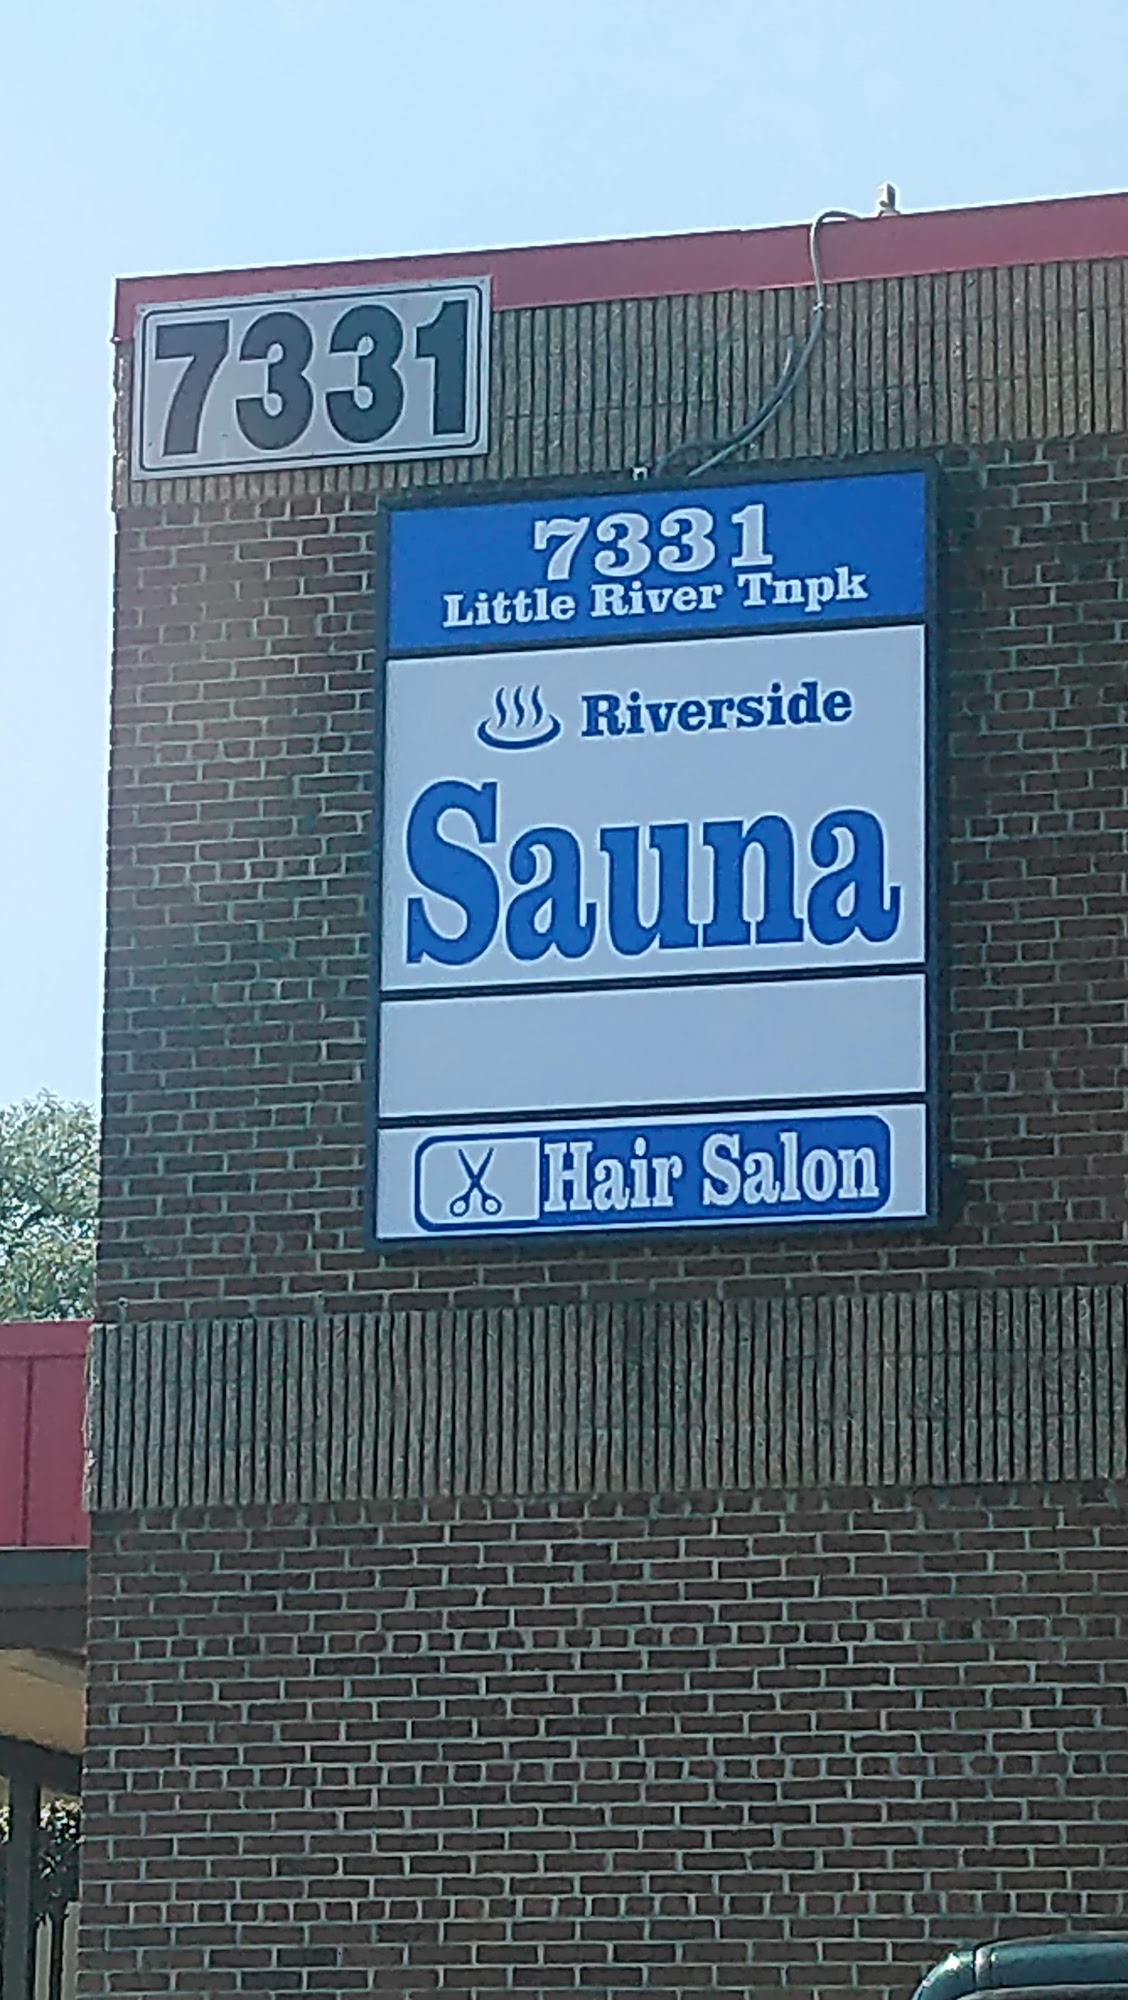 7331
7331
Little River Tnpk
Riverside
Sauna
Hair Salon